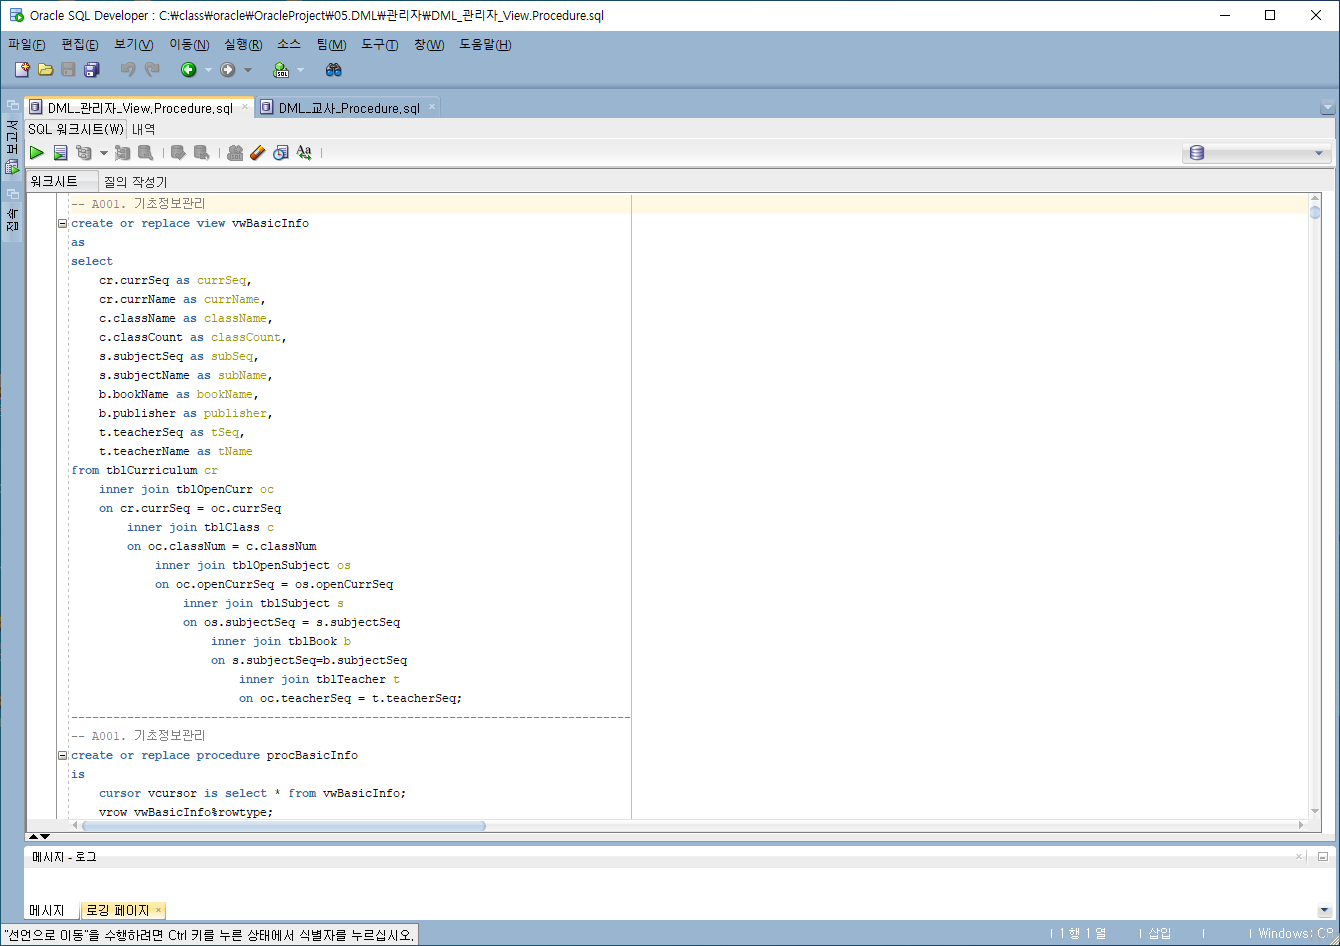 Oracle SQL Developer : C:₩class₩oracle₩OracleProject₩05.DML₩관리자₩DML_관리자_View.Procedure.sql
파일(F) 편집(E) 보기(V) 이동(N) 실행(R) 소스 팀(M) 도구(T) 창(W) 도움말(H)
DML_관리자_View.Procedure.sql DML_교사_Procedure.sql
보고서
접속
SQL 워크시트(W) 내역
워크시트 질의 작성기
-- A001. 기초정보관리
create or replace view vwBasicInfo
as
select
cr.currSeq as currSeq,
cr.currName as currName,
c.className as className,
c.classCount as classCount,
s.subjectSeq as subSeq,
s.subjectName as subName,
b.bookName as bookName,
b.publisher as publisher,
t.teacherSeq as tSeq,
t.teacherName as tName
from tblCurriculum cr
inner join tblOpenCurr oc
on cr.currSeq = oc.currSeq
inner join tblClass c
on oc.classNum = c.classNum
inner join tblOpenSubject os
on oc.openCurrSeq = os.openCurrSeq
inner join tblSubject s
on os.subjectSeq = s.subjectSeq
inner join tblBook b
on s.subjectSeq=b.subjectSeq
inner join tblTeacher t
on oc.teacherSeq = t.teacherSeq;
--------------------------------------------------------------------------------
-- A001. 기초정보관리
create or replace procedure procBasicInfo
is
cursor vcursor is select * from vwBasicInfo;
vrow vwBasicInfo%rowtype;
메시지 - 로그
메시지 로깅 페이지
"선언으로 이동"을 수행하려면 Ctrl 키를 누른 상태에서 식별자를 누르십시오.
1 행 1 열 삽입 Windows: